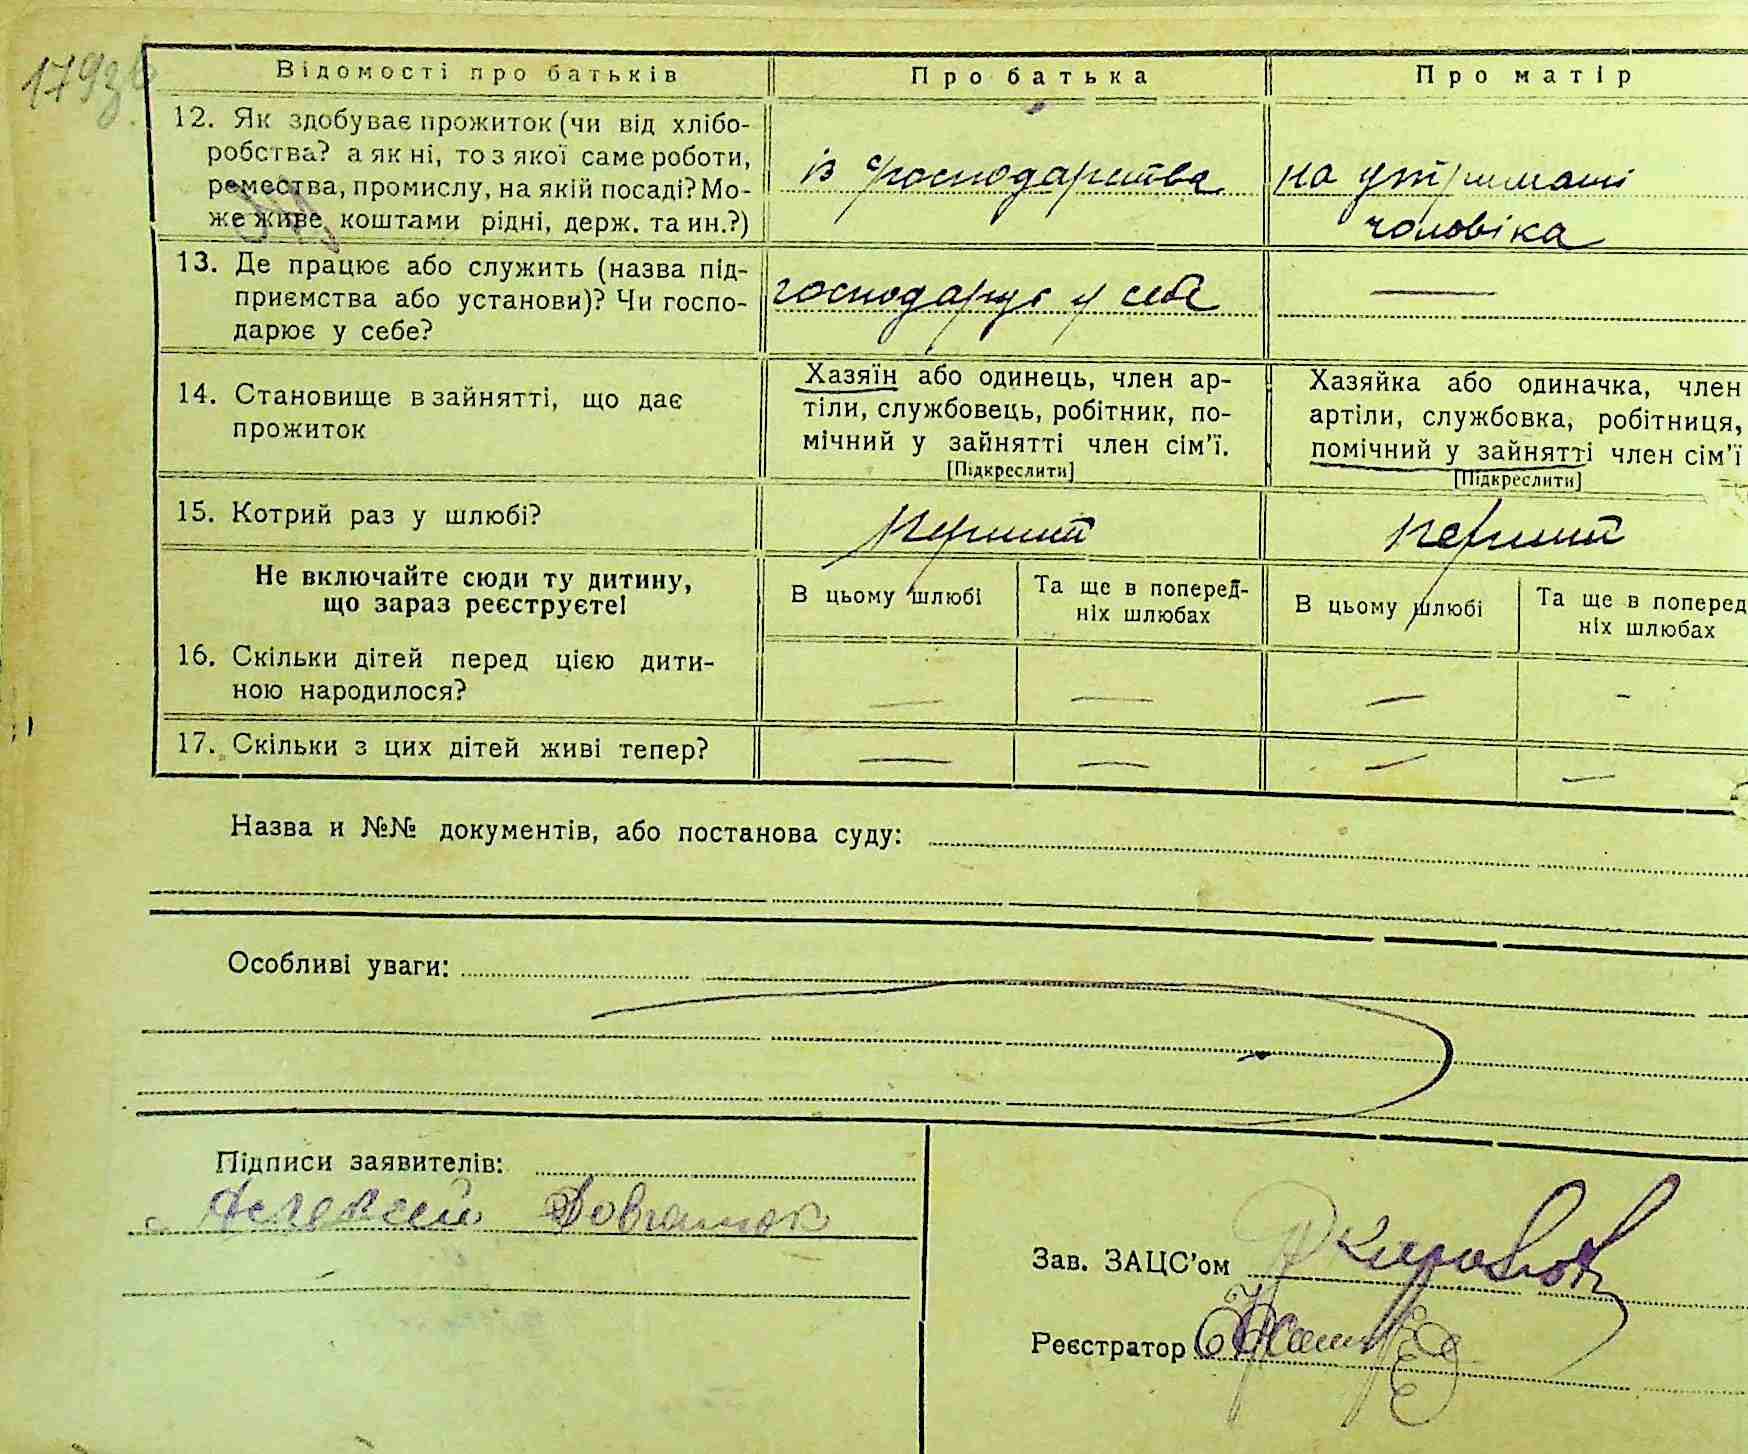 179зв
Відомості про батьків
Про батька
Про матір
12. Як здобуває прожиток (чи від хлібо-
робства? а як ні, то з якої саме роботи,
ремества, промислу, на якій посаді? Мо-
же живе коштами рідні, держ. та ин.?)
із господарства
на утриманні
чоловіка
13. Де працює або служить (назва під-
приємства або установи)? Чи госпо-
дарює у себе?
господарує у себе
—
14. Становище в зайнятті, що дає
прожиток
Хазяїн або одинець, член ар-
тіли, службовець, робітник, по-
мічний у зайнятті член сім'ї.
[Підкреслити]
Хазяйка або одиначка, член
артіли, службовка, робітниця,
помічний у зайнятті член сім'ї
[Підкреслити]
15. Котрий раз у шлюбі?
перший
перший
Не включайте сюди ту дитину,
що зараз реєструєте!
В цьому шлюбі
Та ще в поперед-
ніх шлюбах
В цьому шлюбі
Та ще в поперед
ніх шлюбах
16. Скільки дітей перед цією дити-
ною народилося?
— — — -
17. Скільки з цих дітей живі тепер?
— — — —
Назва и №№ документів, або постанова суду:
Особливі уваги:
Підписи заявителів:
Алексей Довганюк
Зав. ЗАЦС'ом
Реєстратор